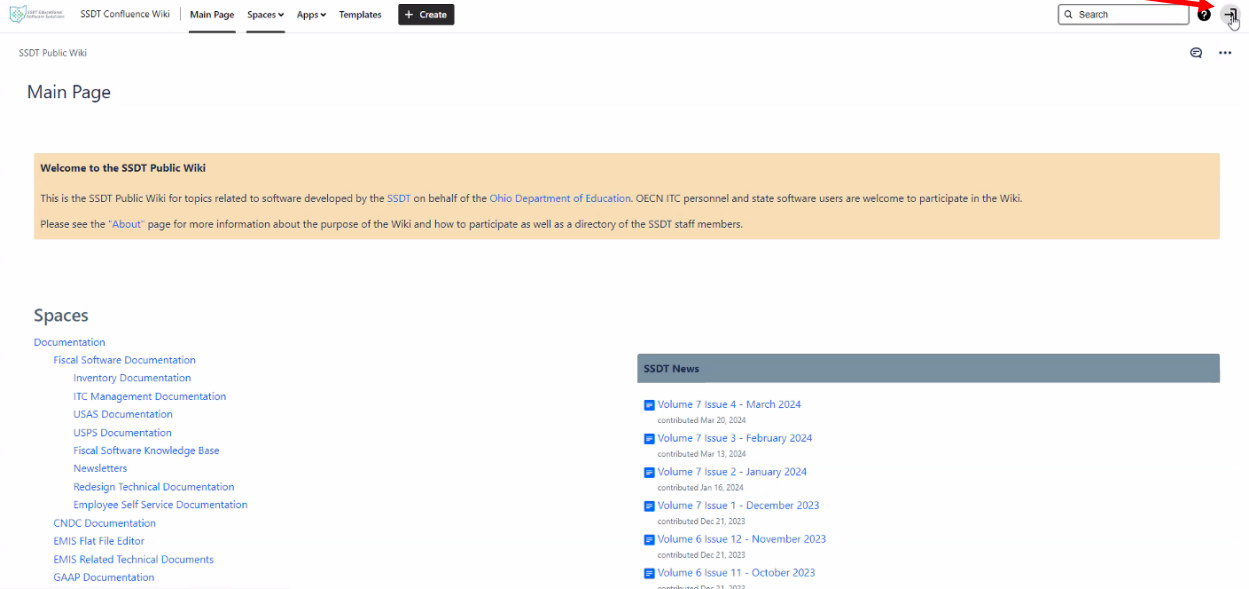 SSDT Educational
Software Solutions
SSDT Confluence Wiki Main Page Spaces Apps Templates + Create Search ?
SSDT Public Wiki
Main Page
Welcome to the SSDT Public Wiki
This is the SSDT Public Wiki for topics related to software developed by the SSDT on behalf of the Ohio Department of Education. OECN ITC personnel and state software users are welcome to participate in the Wiki.
Please see the "About" page for more information about the purpose of the Wiki and how to participate as well as a directory of the SSDT staff members.
Spaces
Documentation
Fiscal Software Documentation
Inventory Documentation
ITC Management Documentation
USAS Documentation
USPS Documentation
Fiscal Software Knowledge Base
Newsletters
Redesign Technical Documentation
Employee Self Service Documentation
CNDC Documentation
EMIS Flat File Editor
EMIS Related Technical Documents
GAAP Documentation
SSDT News
Volume 7 Issue 4 - March 2024
contributed Mar 20, 2024
Volume 7 Issue 3 - February 2024
contributed Mar 13, 2024
Volume 7 Issue 2 - January 2024
contributed Jan 16, 2024
Volume 7 Issue 1 - December 2023
contributed Dec 21, 2023
Volume 6 Issue 12 - November 2023
contributed Dec 21, 2023
Volume 6 Issue 11 - October 2023
contributed Dec 21, 2023